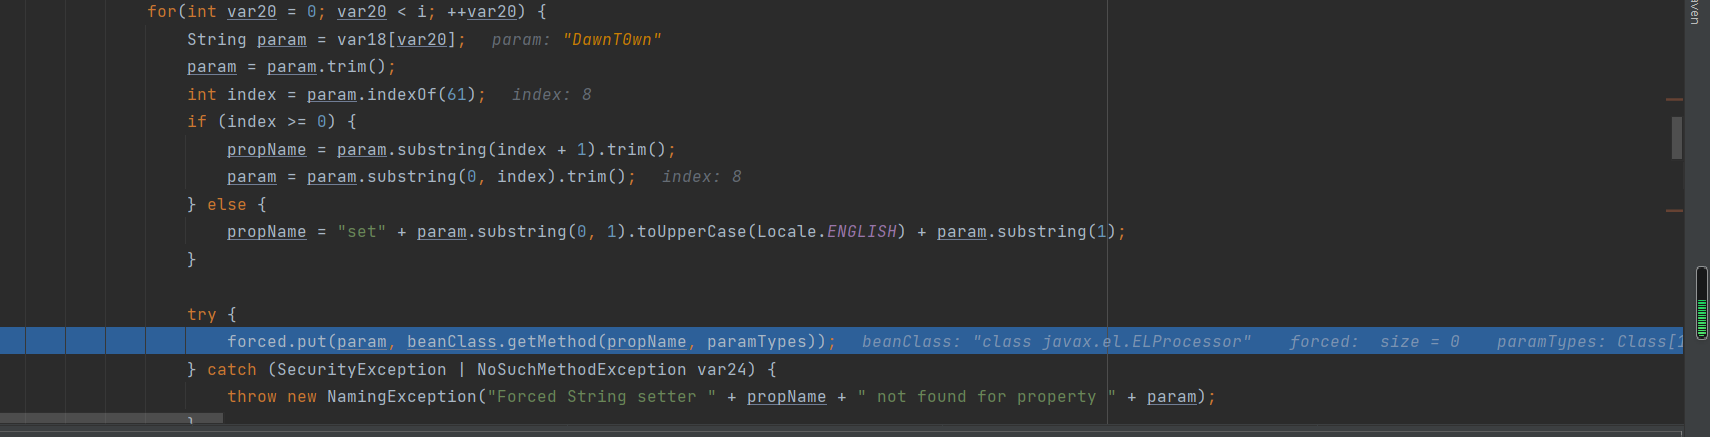 for(int var20 = 0; var20 < i; ++var20) {
String param = var18[var20]; param: "DawnT0wn"
param = param.trim();
int index = param.indexOf(61); index: 8
if (index >= 0) {
propName = param.substring(index + 1).trim();
param = param.substring(0, index).trim(); index: 8
} else {
propName = "set" + param.substring(0, 1).toUpperCase(Locale.ENGLISH) + param.substring(1);
}
try {
forced.put(param, beanClass.getMethod(propName, paramTypes)); beanClass: "class javax.el.ELProcessor" forced: size = 0 paramTypes: Class[1
} catch (SecurityException | NoSuchMethodException var24) {
throw new NamingException("Forced String setter " + propName + " not found for property " + param);
}
aven